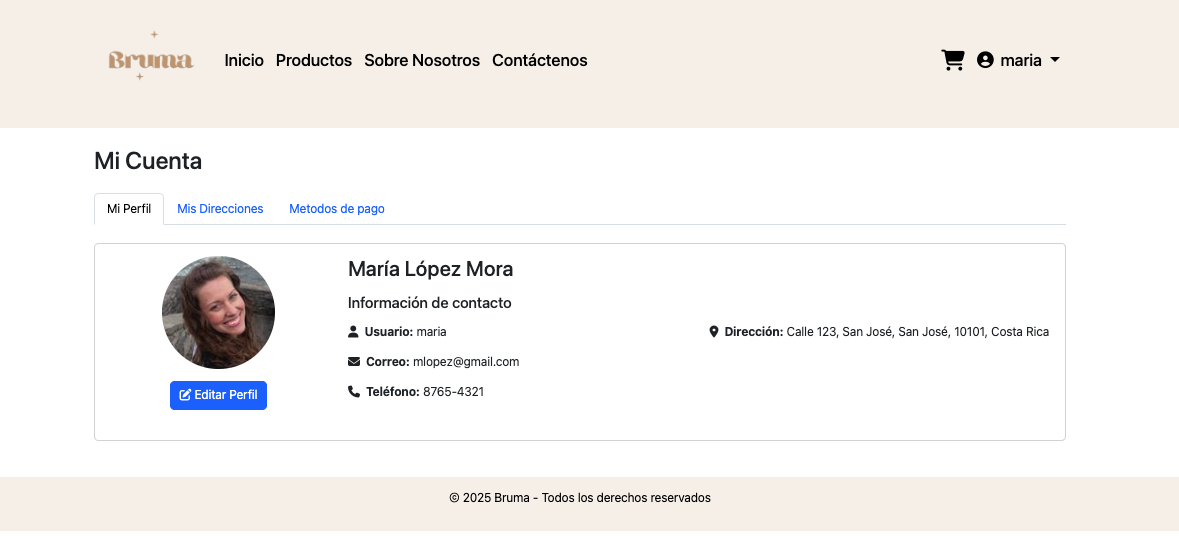 Bruma
Inicio Productos Sobre Nosotros Contáctenos
maria
Mi Cuenta
Mi Perfil Mis Direcciones Metodos de pago
María López Mora
Información de contacto
Usuario: maria
Dirección: Calle 123, San José, San José, 10101, Costa Rica
Correo: mlopez@gmail.com
Teléfono: 8765-4321
Editar Perfil
© 2025 Bruma - Todos los derechos reservados